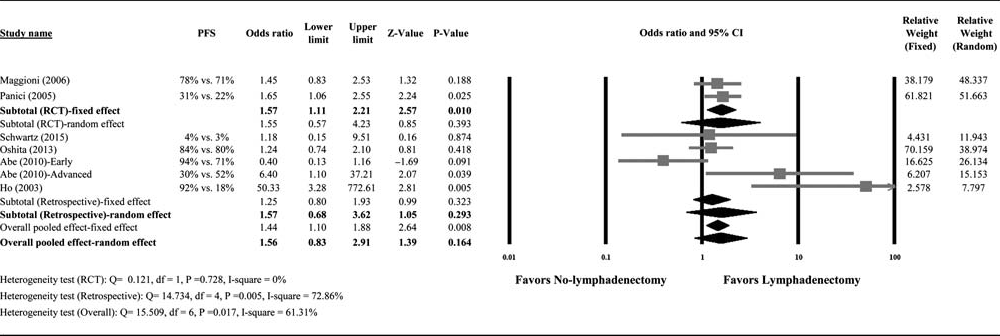 Study name PFS Odds ratio Lower limit Upper limit Z-Value P-Value Odds ratio and 95% CI Relative Weight (Fixed) Relative Weight (Random)
Maggioni (2006) 78% vs. 71% 1.45 0.83 2.53 1.32 0.188 38.179 48.337
Panici (2005) 31% vs. 22% 1.65 1.06 2.55 2.24 0.025 61.821 51.663
Subtotal (RCT)-fixed effect 1.57 1.11 2.21 2.57 0.010
Subtotal (RCT)-random effect 1.55 0.57 4.23 0.85 0.393
Schwartz (2015) 4% vs. 3% 1.18 0.15 9.51 0.16 0.874 4.431 11.943
Oshita (2013) 84% vs. 80% 1.24 0.74 2.10 0.81 0.418 70.159 38.974
Abe (2010)-Early 94% vs. 71% 0.40 0.13 1.16 –1.69 0.091 16.625 26.134
Abe (2010)-Advanced 30% vs. 52% 6.40 1.10 37.21 2.07 0.039 6.207 15.153
Ho (2003) 92% vs. 18% 50.33 3.28 772.61 2.81 0.005 2.578 7.797
Subtotal (Retrospective)-fixed effect 1.25 0.80 1.93 0.99 0.323
Subtotal (Retrospective)-random effect 1.57 0.68 3.62 1.05 0.293
Overall pooled effect-fixed effect 1.44 1.10 1.88 2.64 0.008
Overall pooled effect-random effect 1.56 0.83 2.91 1.39 0.164
0.01 0.1 1 10 100
Favors No-lymphadenectomy Favors Lymphadenectomy
Heterogeneity test (RCT): Q= 0.121, df = 1, P =0.728, I-square = 0%
Heterogeneity test (Retrospective): Q= 14.734, df = 4, P =0.005, I-square = 72.86%
Heterogeneity test (Overall): Q= 15.509, df = 6, P =0.017, I-square = 61.31%